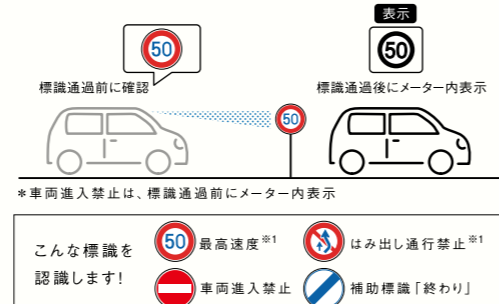 表示
50
50
標識通過前に確認
標識通過後にメーター内表示
50
＊車両進入禁止は、標識通過前にメーター内表示
こんな標識を
認識します！
50 最高速度※1
はみ出し通行禁止※1
車両進入禁止
補助標識「終わり」